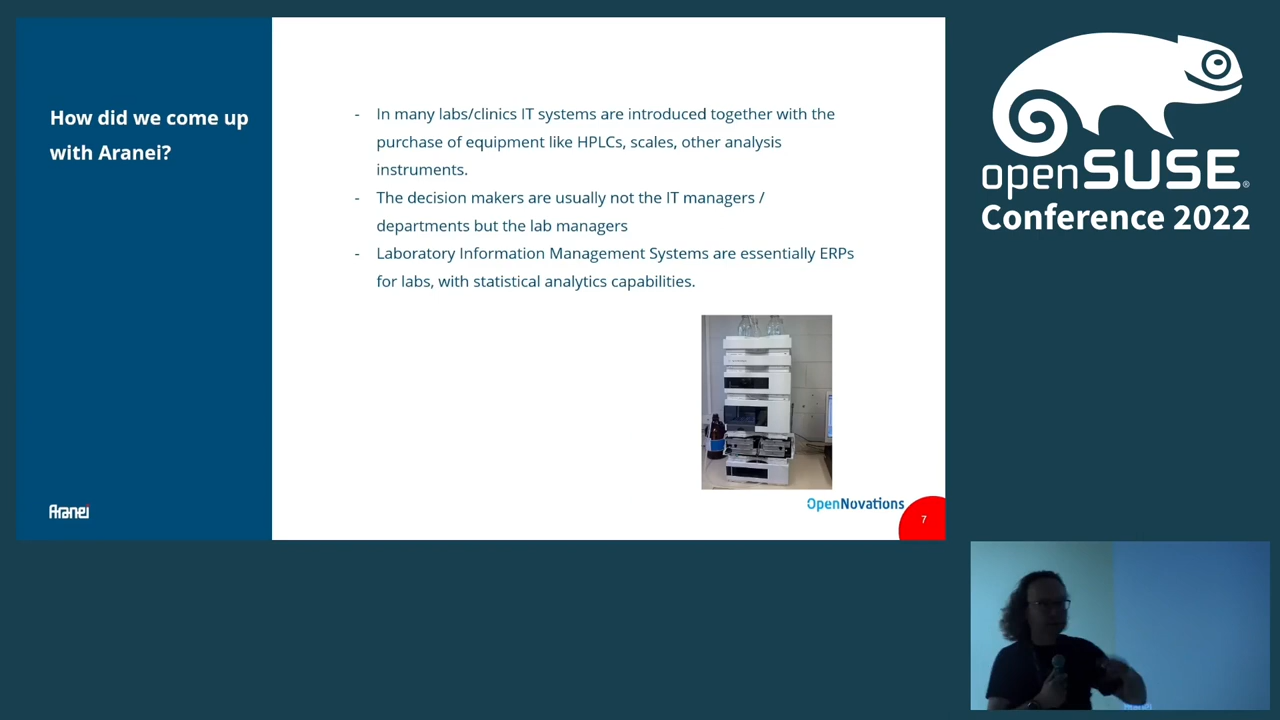 How did we come up
with Aranei?
- In many labs/clinics IT systems are introduced together with the
purchase of equipment like HPLCs, scales, other analysis
instruments.
- The decision makers are usually not the IT managers /
departments but the lab managers
- Laboratory Information Management Systems are essentially ERPs
for labs, with statistical analytics capabilities.
Aranei
OpenNovations
7
openSUSE®
Conference 2022